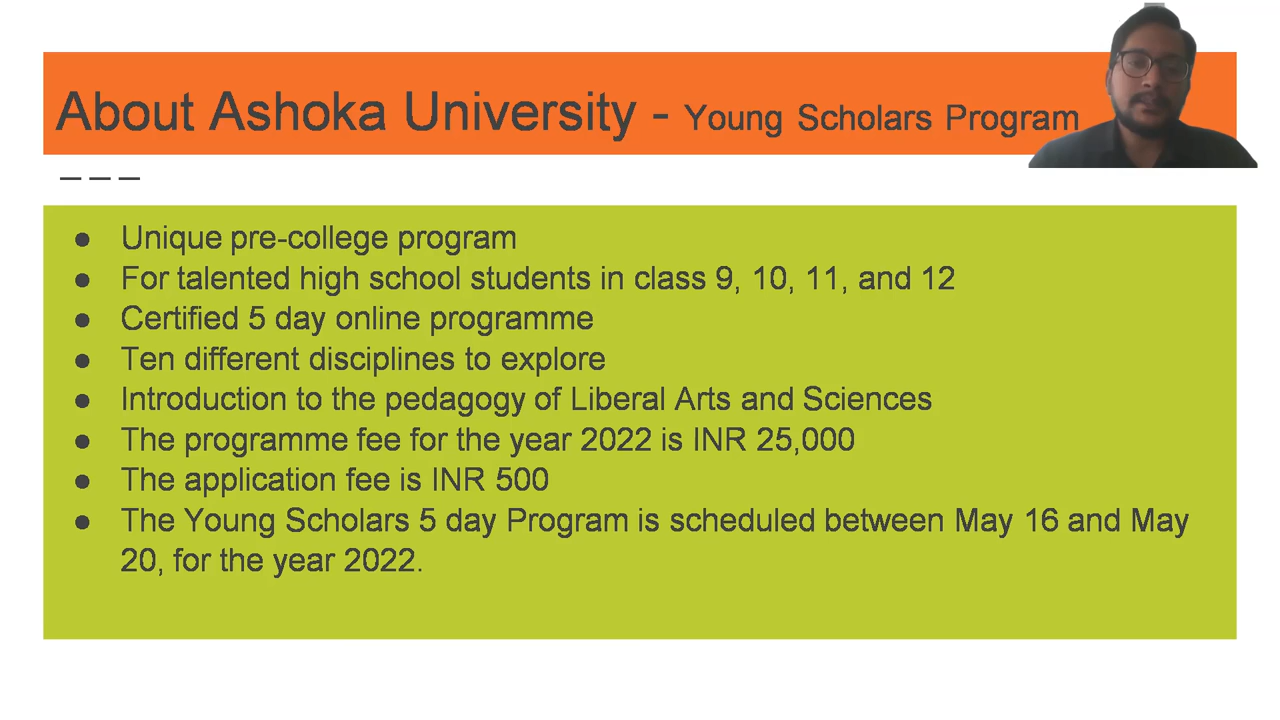 About Ashoka University - Young Scholars Program
● Unique pre-college program
● For talented high school students in class 9, 10, 11, and 12
● Certified 5 day online programme
● Ten different disciplines to explore
● Introduction to the pedagogy of Liberal Arts and Sciences
● The programme fee for the year 2022 is INR 25,000
● The application fee is INR 500
● The Young Scholars 5 day Program is scheduled between May 16 and May
20, for the year 2022.